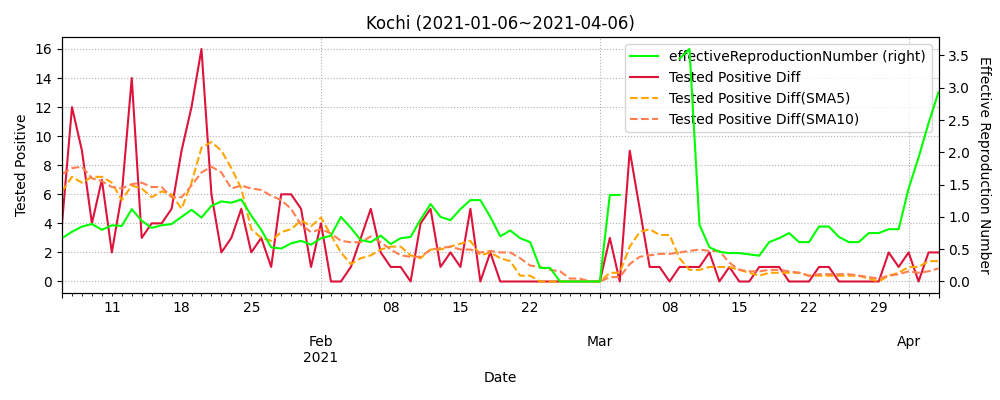 Kochi (2021-01-06~2021-04-06)
effectiveReproductionNumber (right)
Tested Positive Diff
Tested Positive Diff(SMA5)
Tested Positive Diff(SMA10)
Tested Positive
16
14
12
10
8
6
4
2
0
3.5
3.0
2.5
2.0
1.5
1.0
0.5
0.0
Effective Reproduction Number
11 18 25 08 15 22 08 15 22 29
Feb Mar Apr
2021
Date